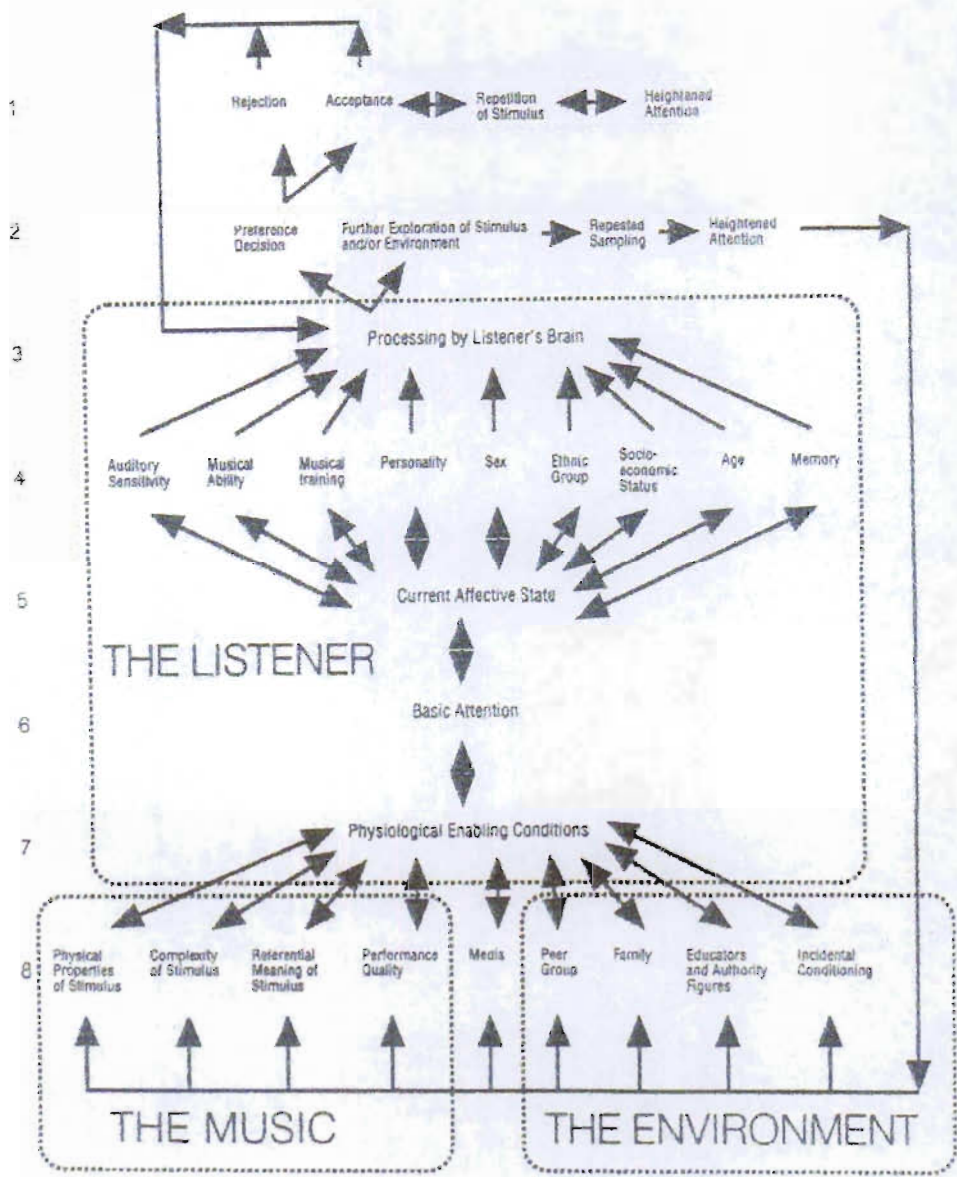 1
Rejection
Acceptance
Repetition
of Stimulus
Heightened
Attention
2
Preference
Decision
Further Exploration of Stimulus
and/or Environment
Repeated
Sampling
Heightened
Attention
3
Processing by Listener's Brain
4
Auditory
Sensitivity
Musical
Ability
Musical
training
Personality
Sex
Ethnic
Group
Socio-
economic
Status
Age
Memory
5
Current Affective State
THE LISTENER
6
Basic Attention
7
Physiological Enabling Conditions
8
Physical
Properties
of Stimulus
Complexity
of Stimulus
Referential
Meaning of
Stimulus
Performance
Quality
Media
Peer
Group
Family
Educators
and Authority
Figures
Incidental
Conditioning
THE MUSIC
THE ENVIRONMENT